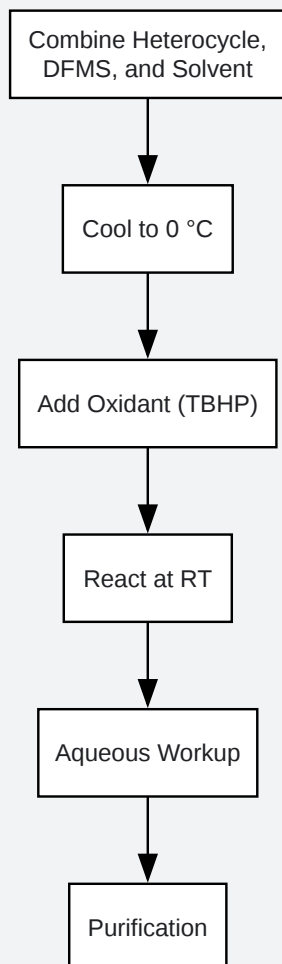 Combine Heterocycle,
DFMS, and Solvent
Cool to 0 °C
Add Oxidant (TBHP)
React at RT
Aqueous Workup
Purification